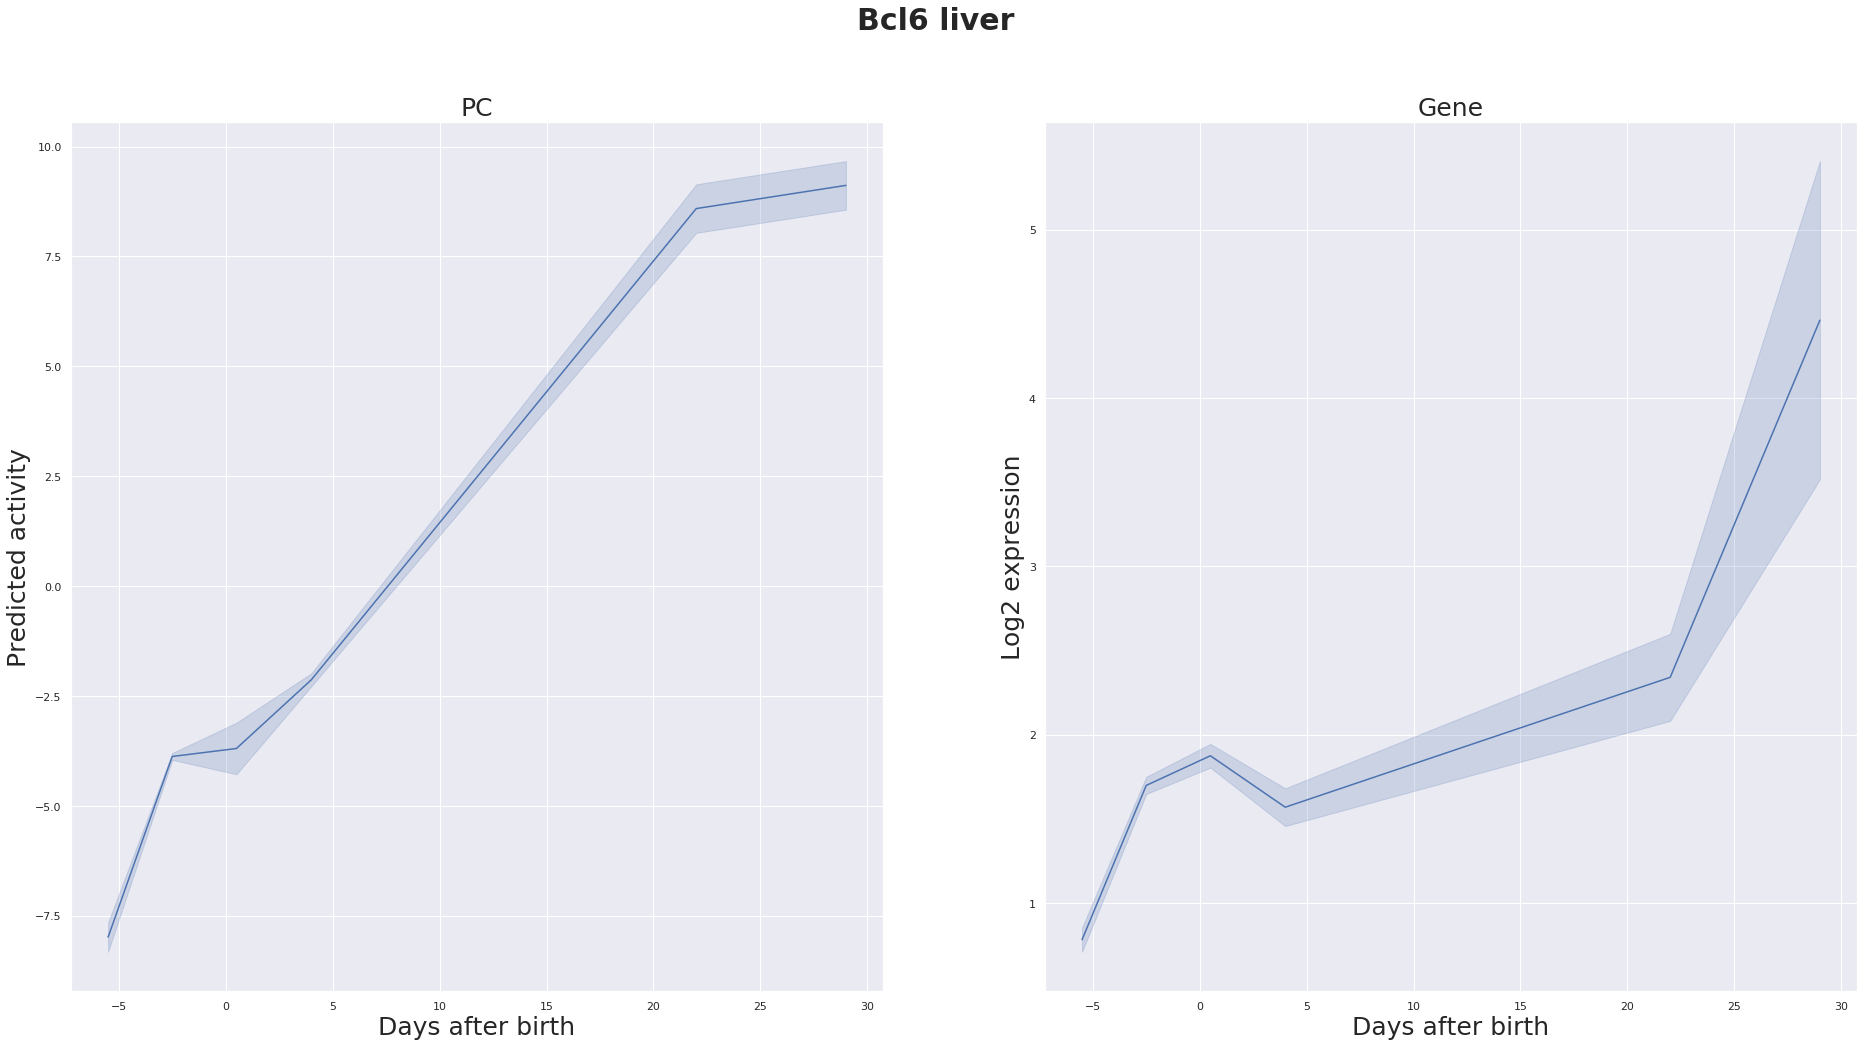 Bcl6 liver
PC
10.0
7.5
5.0
2.5
0.0
−2.5
−5.0
−7.5
Predicted activity
−5 0 5 10 15 20 25 30
Days after birth
Gene
5
4
3
2
1
Log2 expression
−5 0 5 10 15 20 25 30
Days after birth